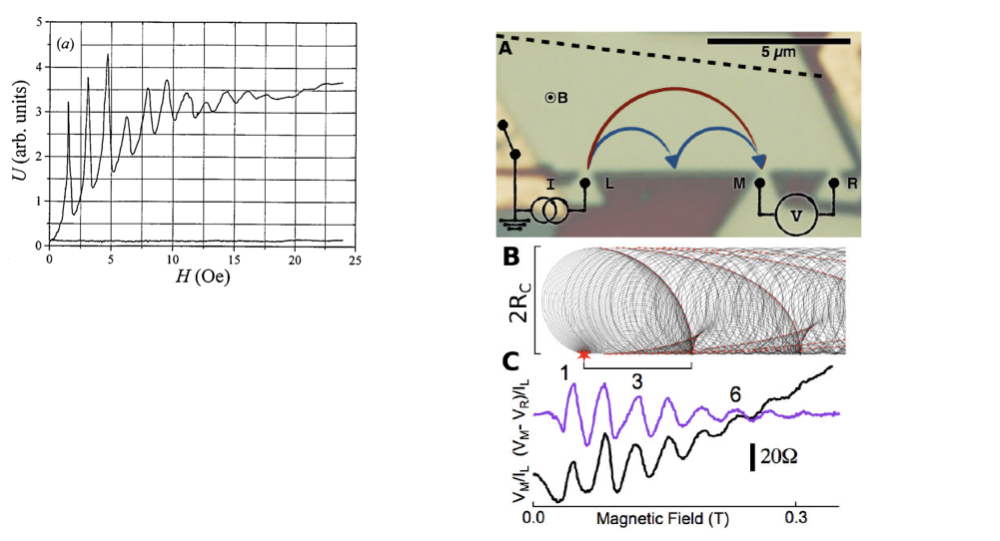 (a)
U (arb. units)
5
4
3
2
1
0
0 5 10 15 20 25
H (Oe)
A
5 μm
B
I L M R
V
B
2R_C
C
1 3 6
(V_M - V_R)/I_L
V_M/I_L
20Ω
0.0 Magnetic Field (T) 0.3